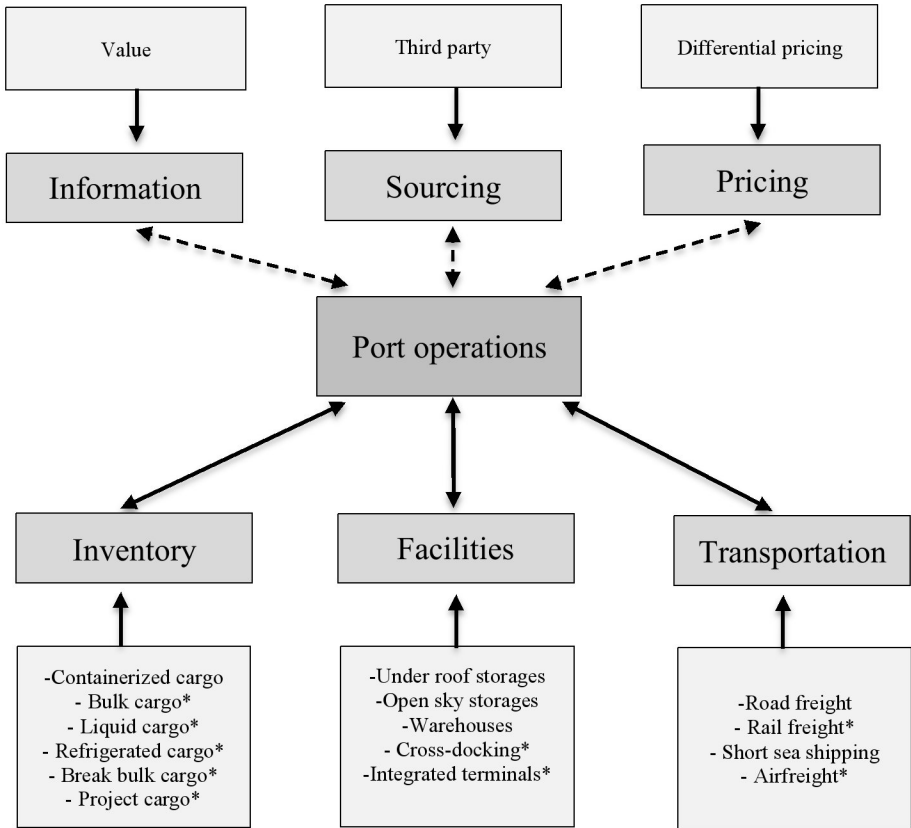 Value
Third party
Differential pricing
Information
Sourcing
Pricing
Port operations
Inventory
Facilities
Transportation
-Containerized cargo
- Bulk cargo*
- Liquid cargo*
- Refrigerated cargo*
- Break bulk cargo*
- Project cargo*
-Under roof storages
-Open sky storages
-Warehouses
- Cross-docking*
-Integrated terminals*
-Road freight
- Rail freight*
- Short sea shipping
- Airfreight*